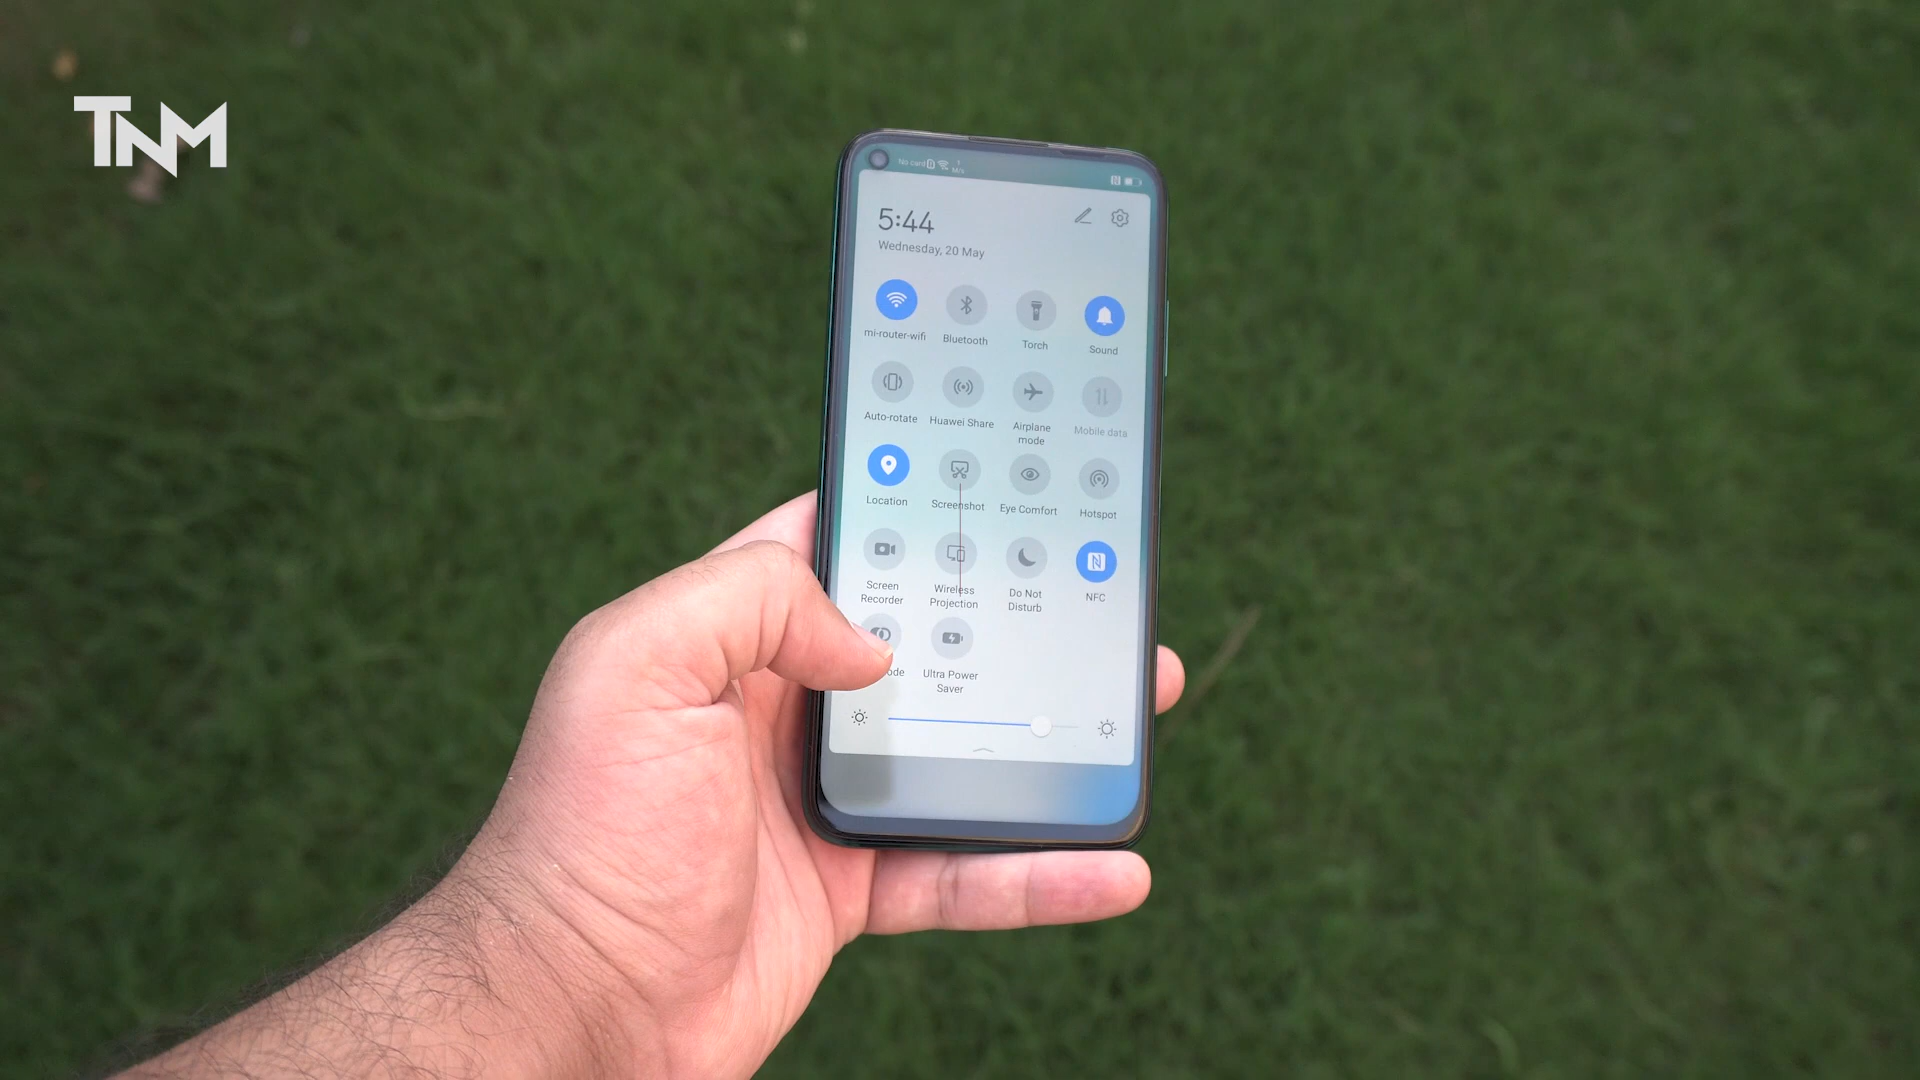 TNM
No card
5:44
Wednesday, 20 May
mi-router-wifi
Bluetooth
Torch
Sound
Auto-rotate
Huawei Share
Airplane
mode
Mobile data
Location
Screenshot
Eye Comfort
Hotspot
Screen
Recorder
Wireless
Projection
Do Not
Disturb
NFC
Ultra Power
Saver